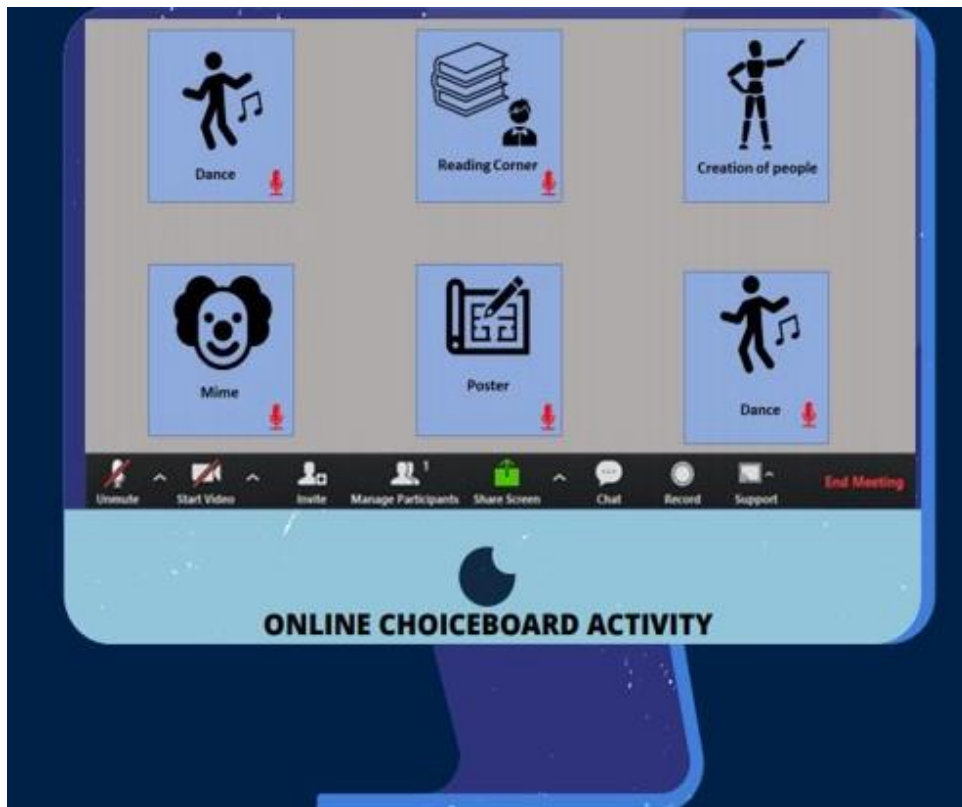 Dance
Reading Corner
Creation of people
Mime
Poster
Dance
Unmute
Start Video
Invite
Manage Participants
1
Share Screen
Chat
Record
Support
End Meeting
ONLINE CHOICEBOARD ACTIVITY